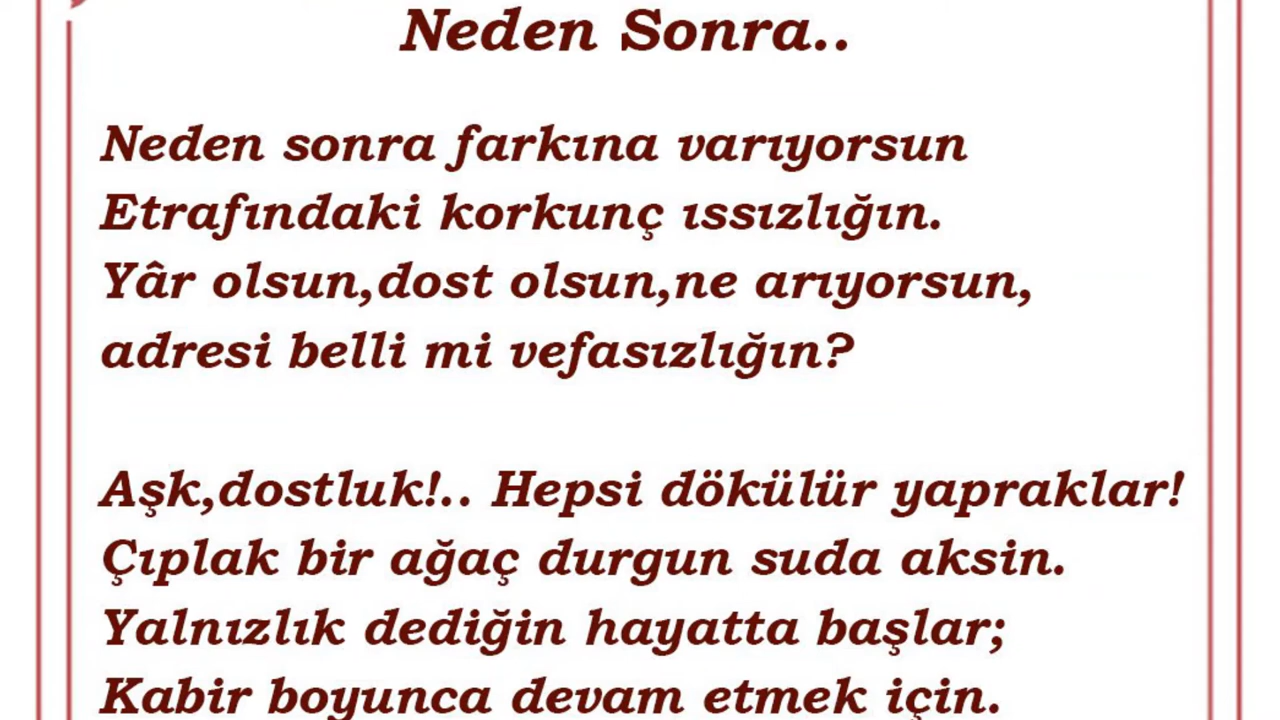 Neden Sonra..
Neden sonra farkına varıyorsun
Etrafındaki korkunç ıssızlığın.
Yâr olsun,dost olsun,ne arıyorsun,
adresi belli mi vefasızlığın?
Aşk,dostluk!.. Hepsi dökülür yapraklar!
Çıplak bir ağaç durgun suda aksin.
Yalnızlık dediğin hayatta başlar;
Kabir boyunca devam etmek için.